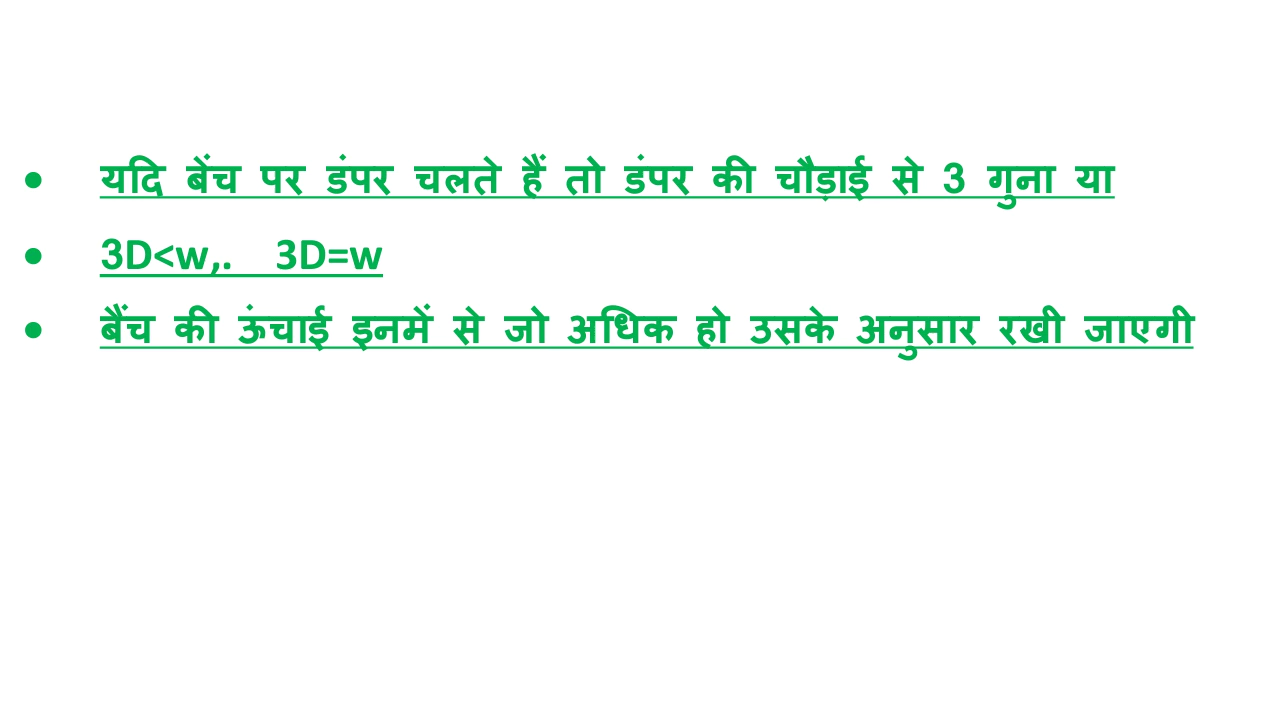 • यदि बेंच पर डंपर चलते हैं तो डंपर की चौड़ाई से 3 गुना या
• 3D<w,. 3D=w
• बैंच की ऊंचाई इनमें से जो अधिक हो उसके अनुसार रखी जाएगी